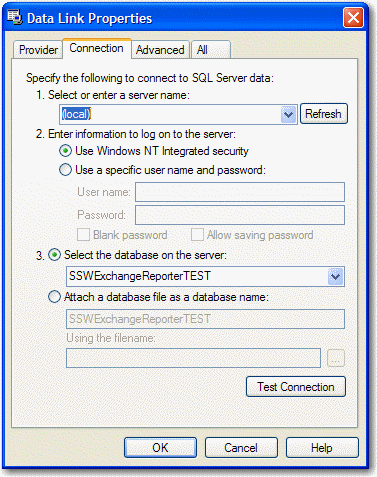 Data Link Properties
Provider Connection Advanced All
Specify the following to connect to SQL Server data:
1. Select or enter a server name:
(local) Refresh
2. Enter information to log on to the server:
Use Windows NT Integrated security
Use a specific user name and password:
User name:
Password:
Blank password Allow saving password
3. Select the database on the server:
SSWExchangeReporterTEST
Attach a database file as a database name:
SSWExchangeReporterTEST
Using the filename:
...
Test Connection
OK Cancel Help